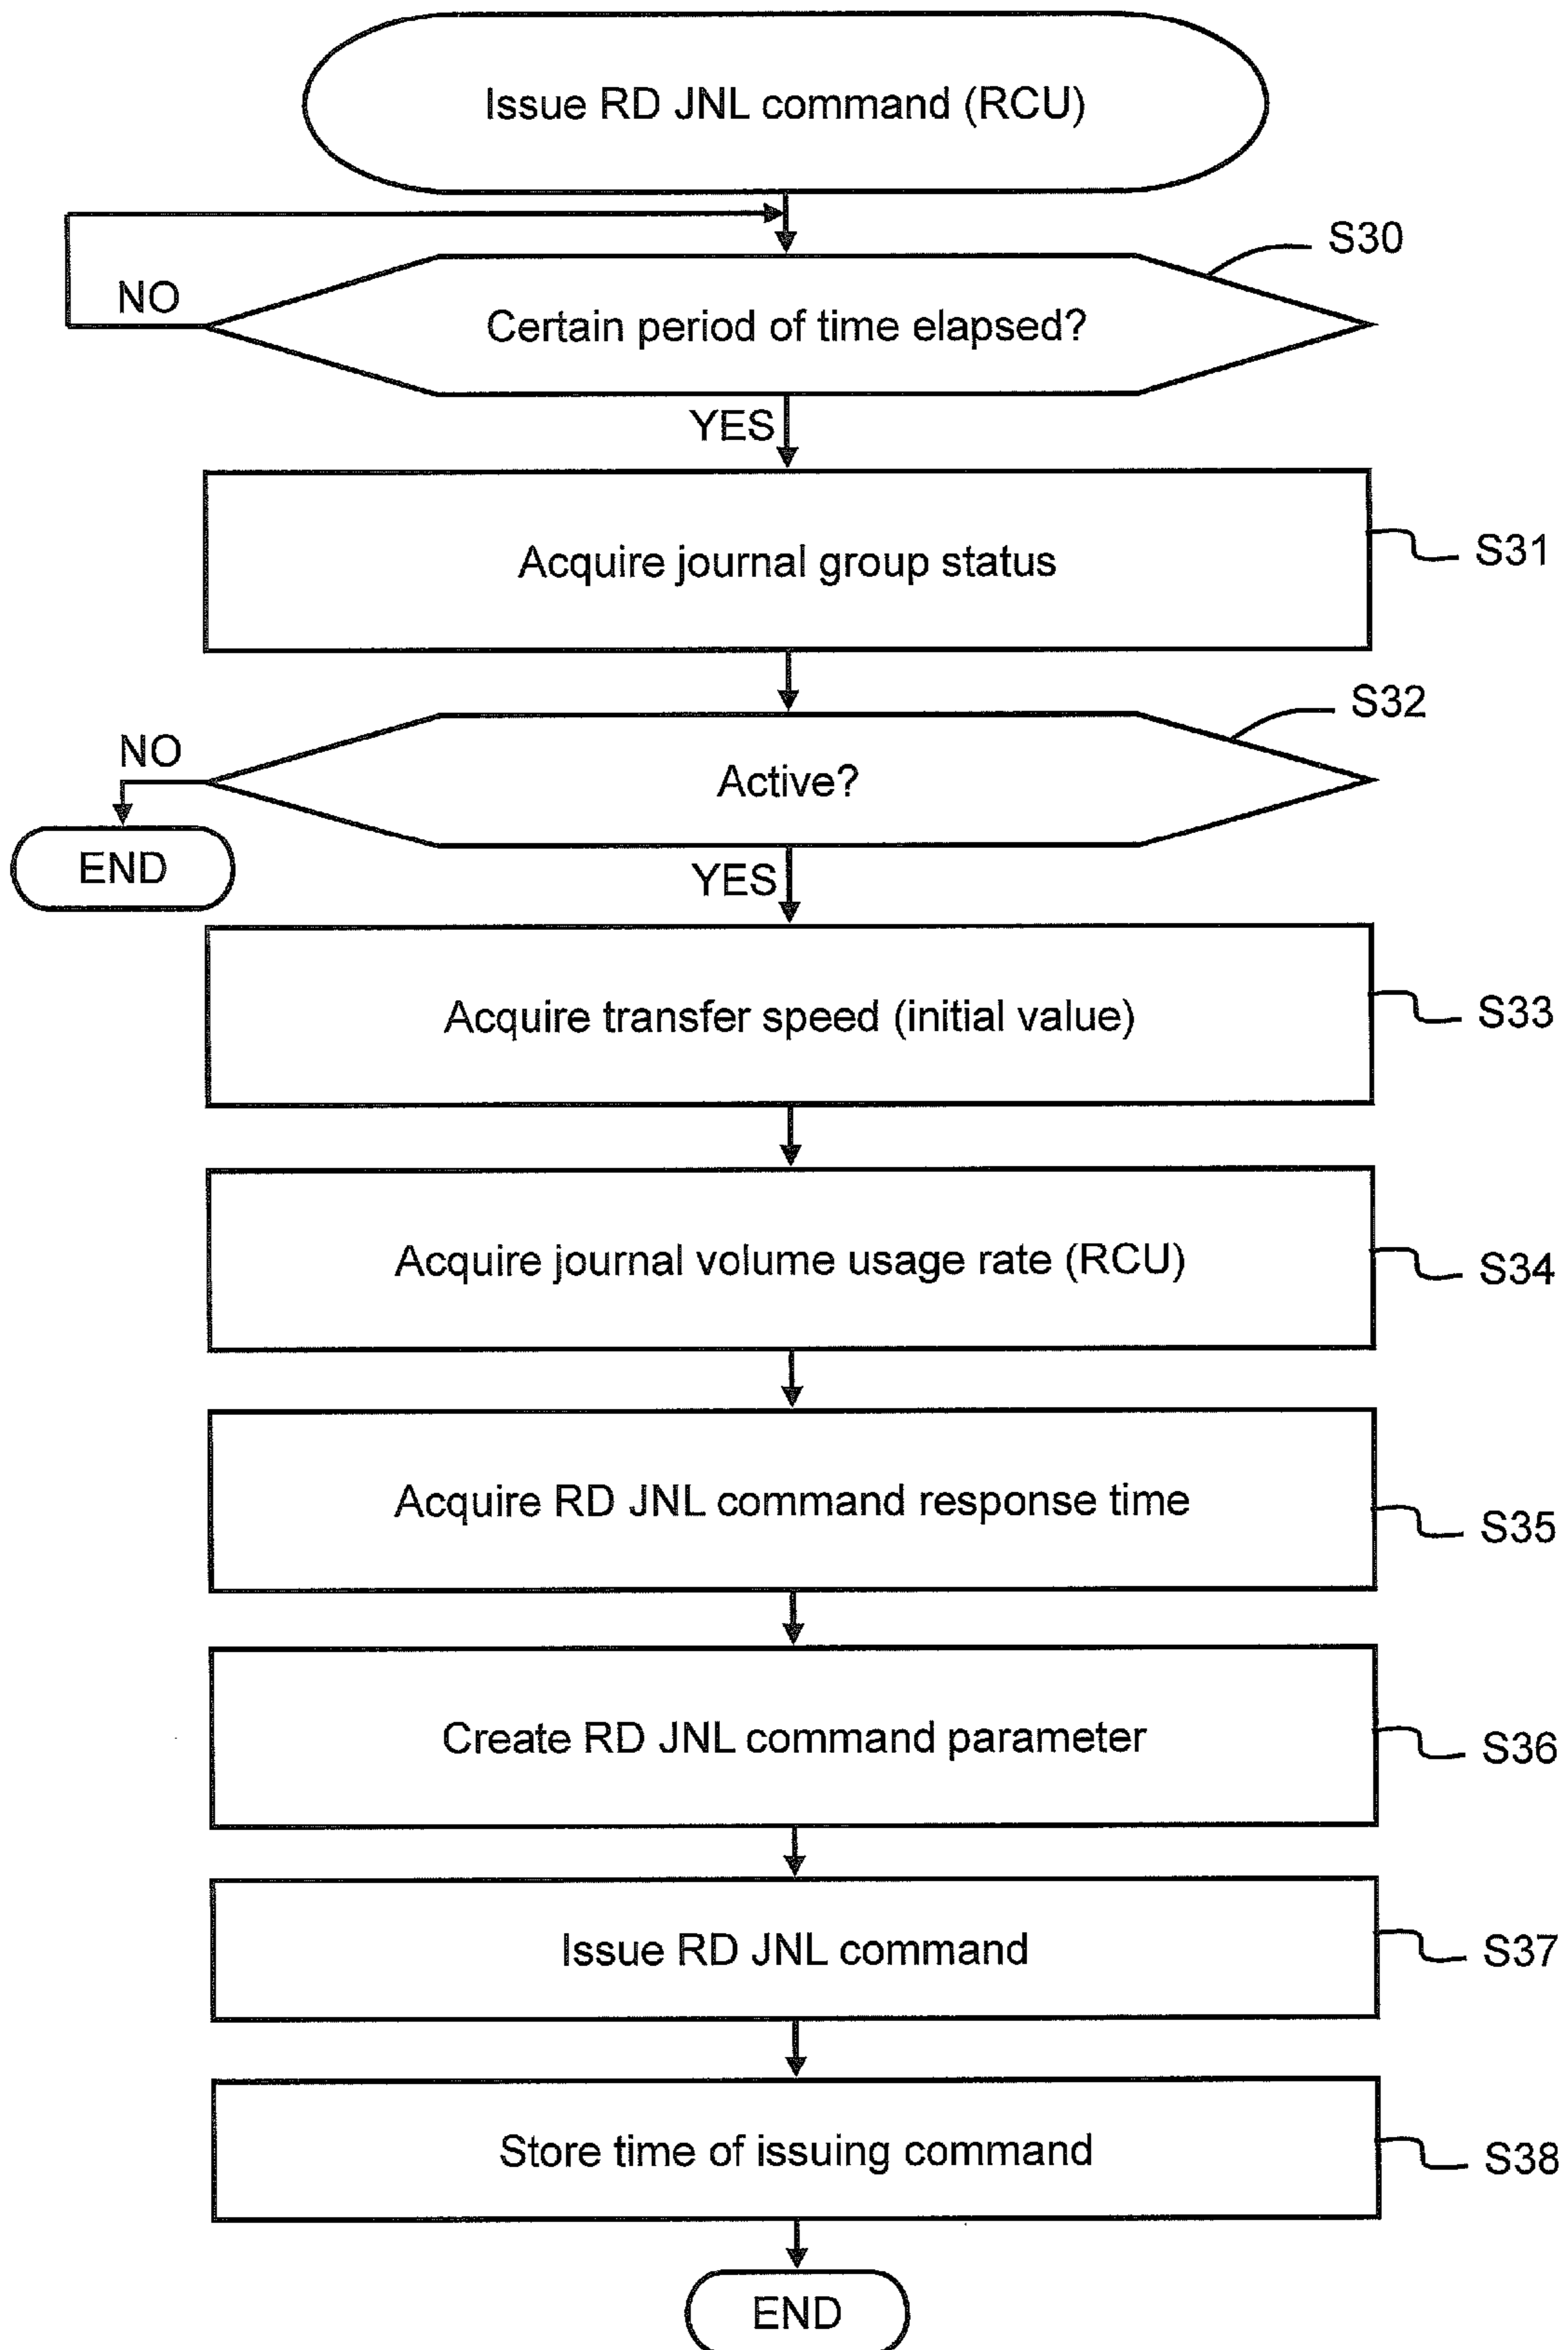 Issue RD JNL command (RCU)
S30
NO
Certain period of time elapsed?
YES
Acquire journal group status
S31
S32
NO
Active?
END
YES
Acquire transfer speed (initial value)
S33
Acquire journal volume usage rate (RCU)
S34
Acquire RD JNL command response time
S35
Create RD JNL command parameter
S36
Issue RD JNL command
S37
Store time of issuing command
S38
END